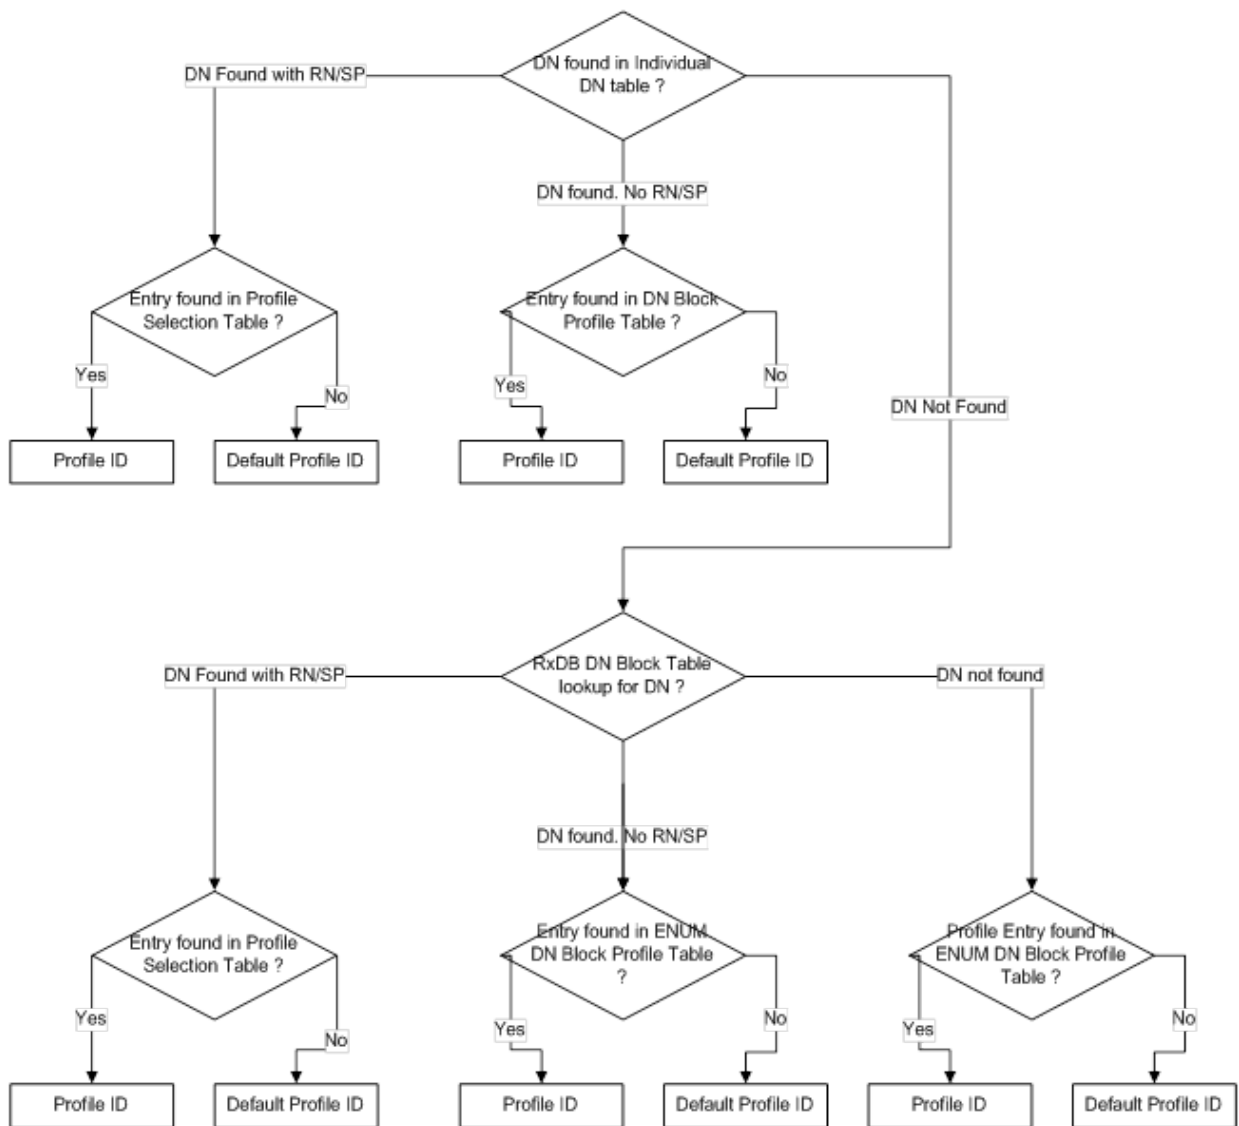 DN found in Individual
DN table ?
DN Found with RN/SP
DN found. No RN/SP
Entry found in Profile
Selection Table ?
Entry found in DN Block
Profile Table ?
Yes
No
Yes
No
DN Not Found
Profile ID
Default Profile ID
Profile ID
Default Profile ID
RxDB DN Block Table
lookup for DN ?
DN Found with RN/SP
DN not found
DN found. No RN/SP
Entry found in Profile
Selection Table ?
Entry found in ENUM
DN Block Profile Table
?
Profile Entry found in
ENUM DN Block Profile
Table ?
Yes
No
Yes
No
Yes
No
Profile ID
Default Profile ID
Profile ID
Default Profile ID
Profile ID
Default Profile ID